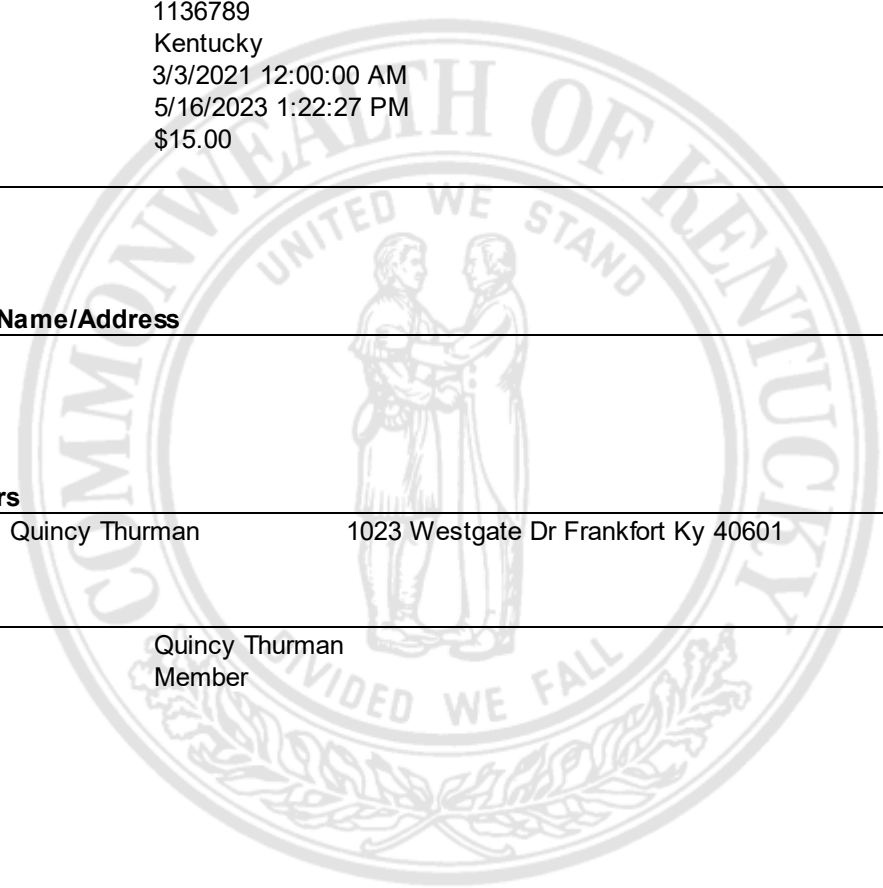 1136789
Kentucky
3/3/2021 12:00:00 AM
5/16/2023 1:22:27 PM
$15.00
Name/Address
rs
Quincy Thurman 1023 Westgate Dr Frankfort Ky 40601
Quincy Thurman
Member
COMMONWEALTH OF KENTUCKY
UNITED WE STAND
DIVIDED WE FALL